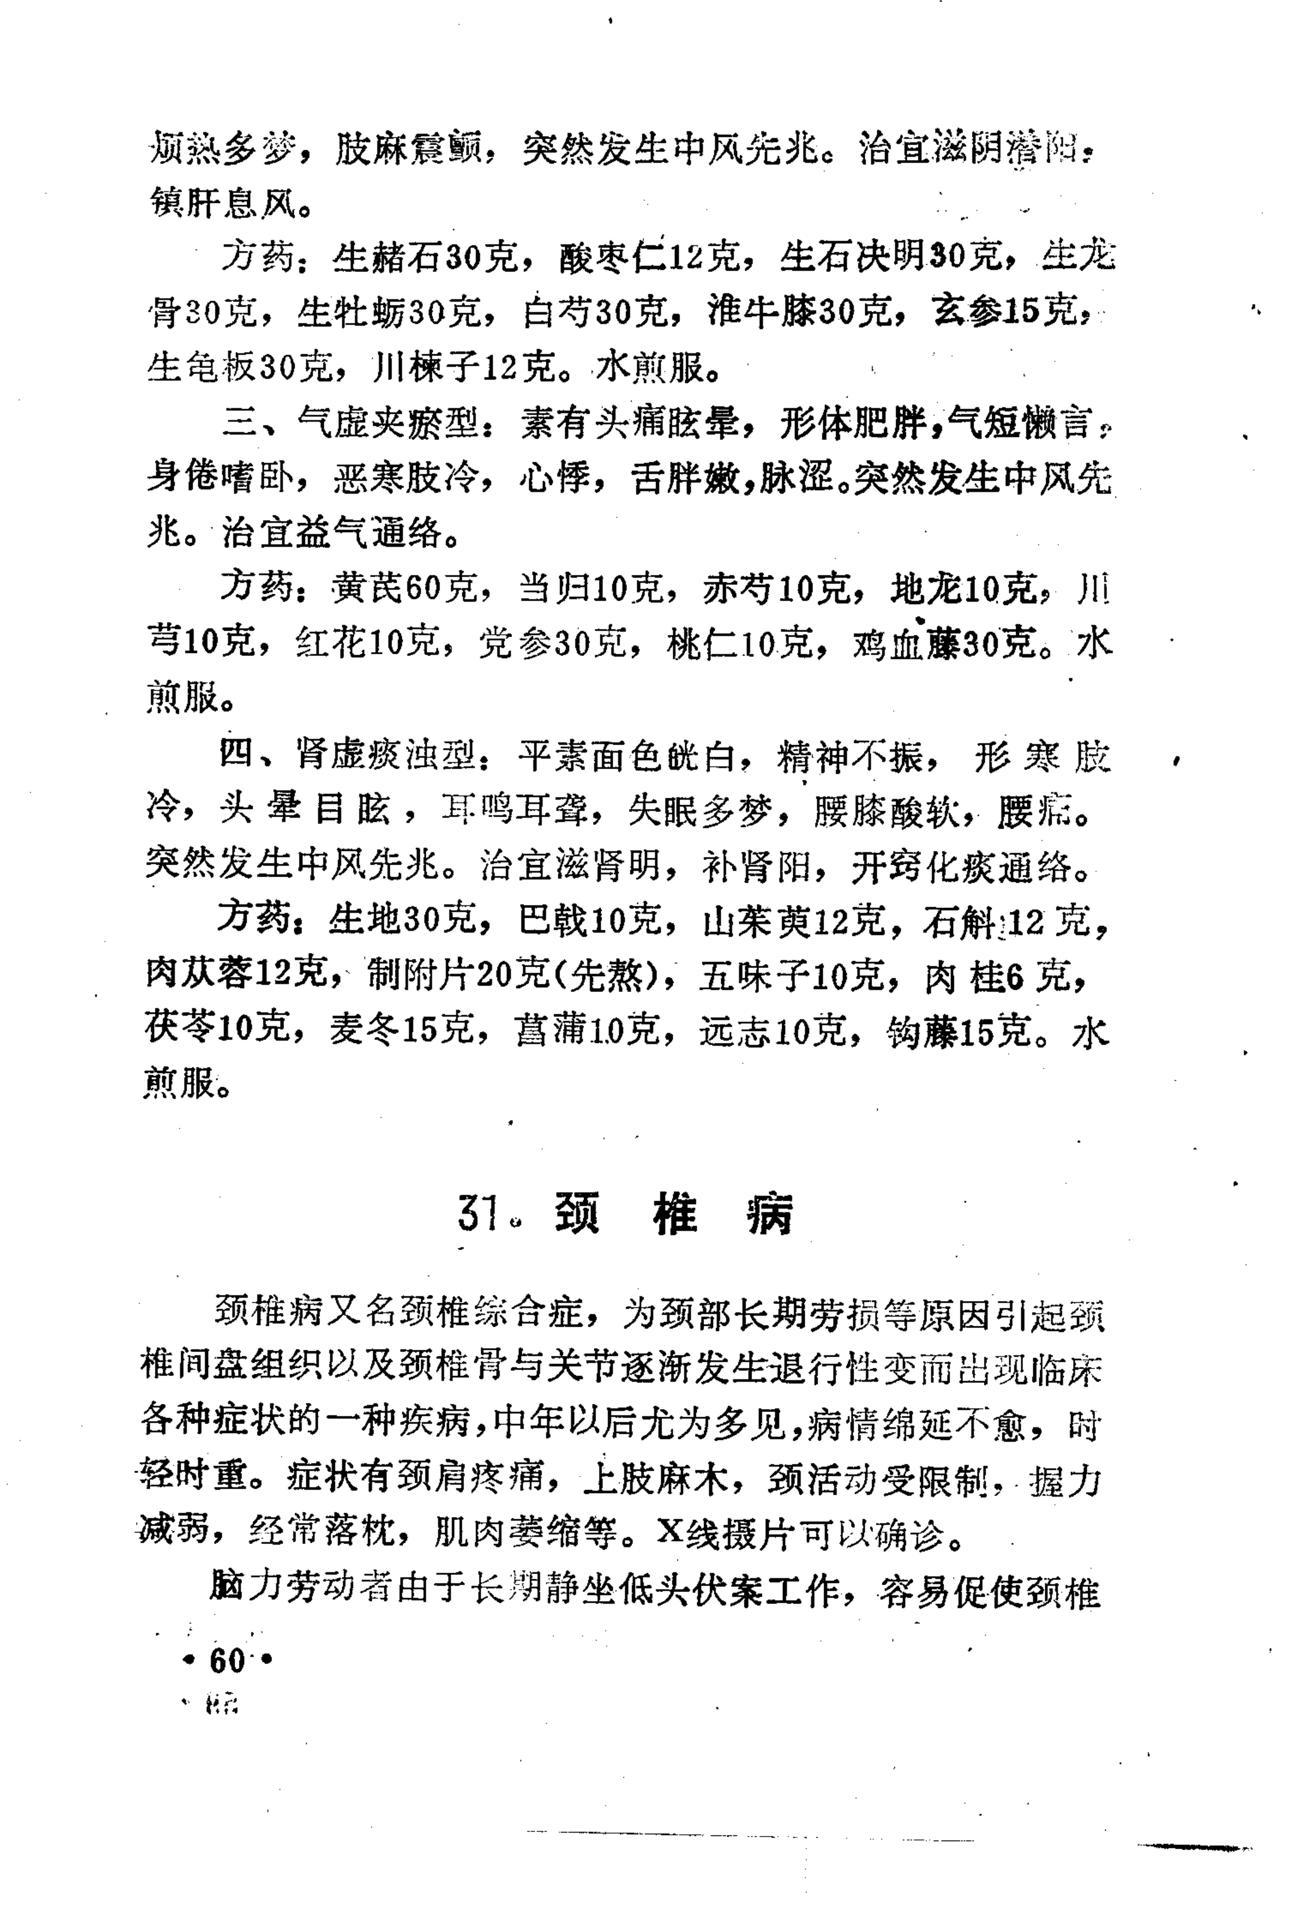 烦热多梦，肢麻震颤，突然发生中风先兆。治宜滋阴潜阳，
镇肝息风。
方药：生赭石30克，酸枣仁12克，生石决明30克，生龙
骨30克，生牡蛎30克，白芍30克，淮牛膝30克，玄参15克，
生龟板30克，川楝子12克。水煎服。
三、气虚夹瘀型：素有头痛眩晕，形体肥胖，气短懒言，
身倦嗜卧，恶寒肢冷，心悸，舌胖嫩，脉涩。突然发生中风先
兆。治宜益气通络。
方药：黄芪60克，当归10克，赤芍10克，地龙10克，川
芎10克，红花10克，党参30克，桃仁10克，鸡血藤30克。水
煎服。
四、肾虚痰浊型：平素面色㿠白，精神不振，形寒肢
冷，头晕目眩，耳鸣耳聋，失眠多梦，腰膝酸软，腰痛。
突然发生中风先兆。治宜滋肾明，补肾阳，开窍化痰通络。
方药：生地30克，巴戟10克，山茱萸12克，石斛12克，
肉苁蓉12克，制附片20克(先熬)，五味子10克，肉桂6克，
茯苓10克，麦冬15克，菖蒲10克，远志10克，钩藤15克。水
煎服。
31。颈椎病
颈椎病又名颈椎综合症，为颈部长期劳损等原因引起颈
椎间盘组织以及颈椎骨与关节逐渐发生退行性变而出现临床
各种症状的一种疾病，中年以后尤为多见，病情绵延不愈，时
轻时重。症状有颈肩疼痛，上肢麻木，颈活动受限制，握力
减弱，经常落枕，肌肉萎缩等。X线摄片可以确诊。
脑力劳动者由于长期静坐低头伏案工作，容易促使颈椎
·60·